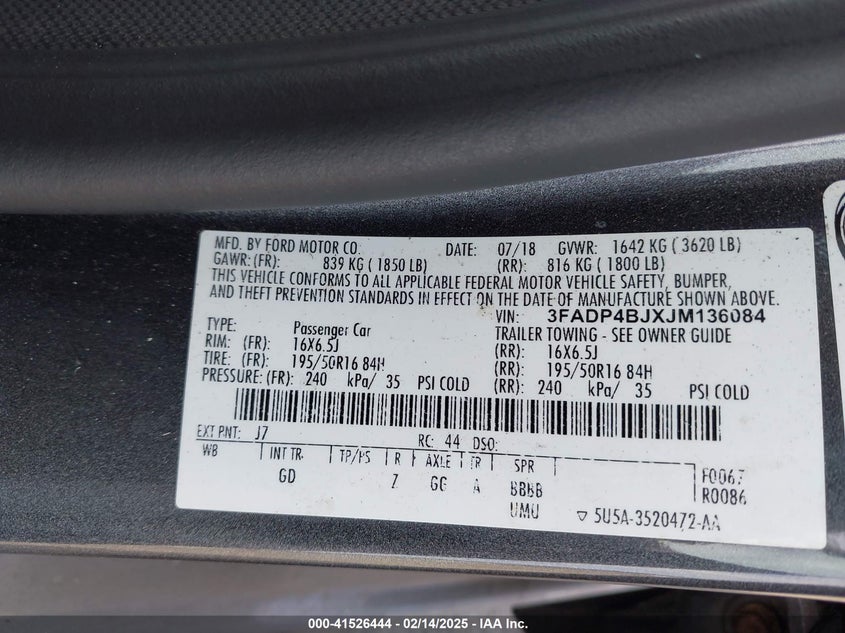 MFD. BY FORD MOTOR CO. DATE: 07/18 GVWR: 1642 KG ( 3620 LB)
GAWR: (FR): 839 KG ( 1850 LB) (RR): 816 KG ( 1800 LB)
THIS VEHICLE CONFORMS TO ALL APPLICABLE FEDERAL MOTOR VEHICLE SAFETY, BUMPER,
AND THEFT PREVENTION STANDARDS IN EFFECT ON THE DATE OF MANUFACTURE SHOWN ABOVE.
VIN: 3FADP4BJXJM136084
TYPE: Passenger Car TRAILER TOWING - SEE OWNER GUIDE
RIM: (FR): 16X6.5J (RR): 16X6.5J
TIRE: (FR): 195/50R16 84H (RR): 195/50R16 84H
PRESSURE: (FR): 240 kPa/ 35 PSI COLD (RR): 240 kPa/ 35 PSI COLD
EXT PNT: J7 RC: 44 DSO:
WB INT TR TP/PS R AXLE TR SPR
GD Z GG A BBBB F0067
UMU R0086
▽ 5U5A-3520472-AA
000-41526444 - 02/14/2025 - IAA Inc.